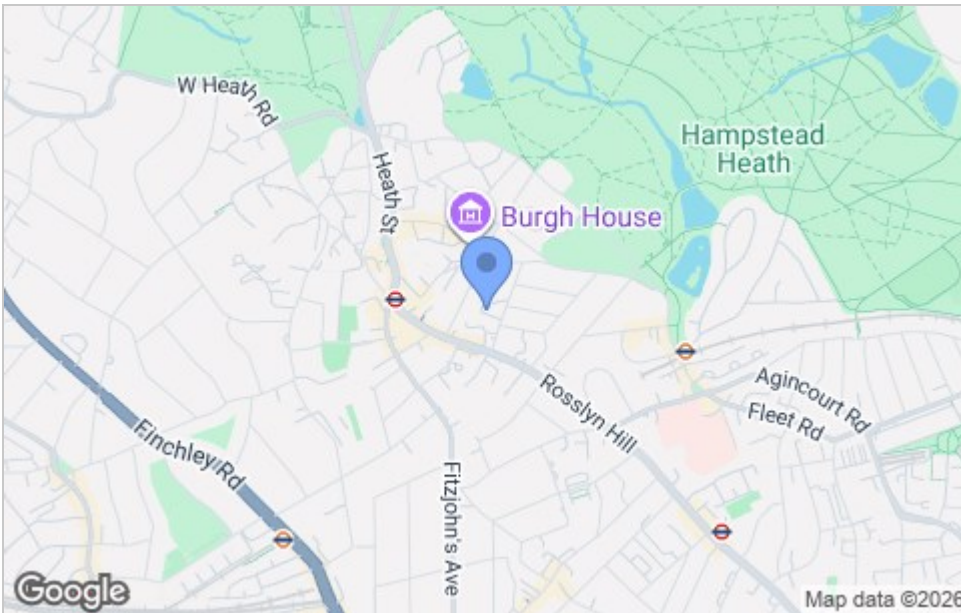 W Heath Rd
Heath St
Hampstead
Heath
Burgh House
Rosslyn Hill
Agincourt Rd
Fleet Rd
Finchley Rd
Fitzjohn's Ave
Google
Map data ©2026